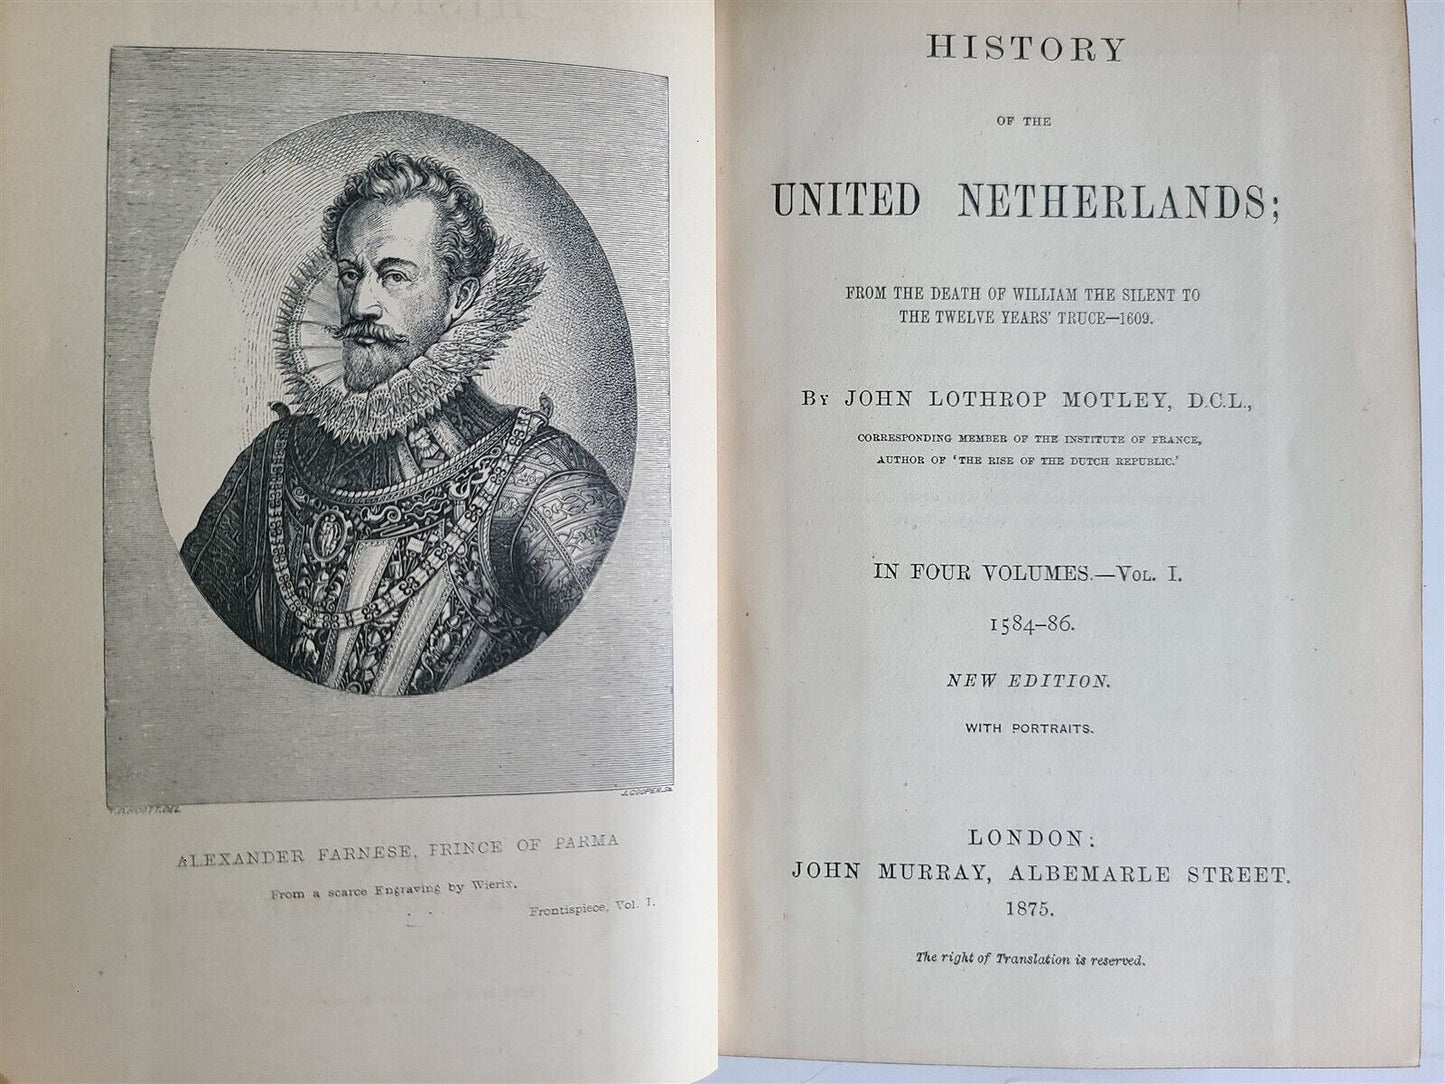 J. COOPER. Sc
ALEXANDER FARNESE, PRINCE OF PARMA
From a scarce Engraving by Wierix.
Frontispiece, Vol. I.
HISTORY
OF THE
UNITED NETHERLANDS;
FROM THE DEATH OF WILLIAM THE SILENT TO
THE TWELVE YEARS' TRUCE—1609.
BY JOHN LOTHROP MOTLEY, D.C.L.,
CORRESPONDING MEMBER OF THE INSTITUTE OF FRANCE,
AUTHOR OF 'THE RISE OF THE DUTCH REPUBLIC.'
IN FOUR VOLUMES.—VOL. I.
1584–86.
NEW EDITION.
WITH PORTRAITS.
LONDON:
JOHN MURRAY, ALBEMARLE STREET.
1875.
The right of Translation is reserved.